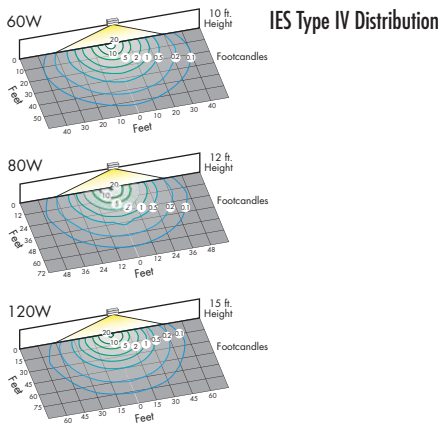 IES Type IV Distribution
60W
10 ft.
Height
Footcandles
20
10 5 2 1 0.5 0.2 0.1
0
10
20
30
40
50
Feet
40 30 20 10 0 10 20 30 40
Feet
80W
12 ft.
Height
Footcandles
20
10 5 2 1 0.5 0.2 0.1
0
12
24
36
48
60
72
Feet
48 36 24 12 0 12 24 36 48
Feet
120W
15 ft.
Height
Footcandles
20
10 5 2 1 0.5 0.2 0.1
0
15
30
45
60
75
Feet
60 45 30 15 0 15 30 45 60
Feet